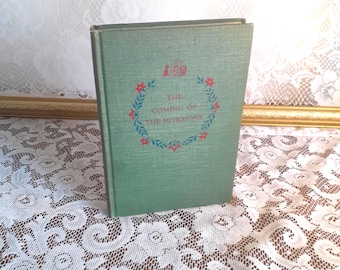 THE
COMING OF
THE MORMONS